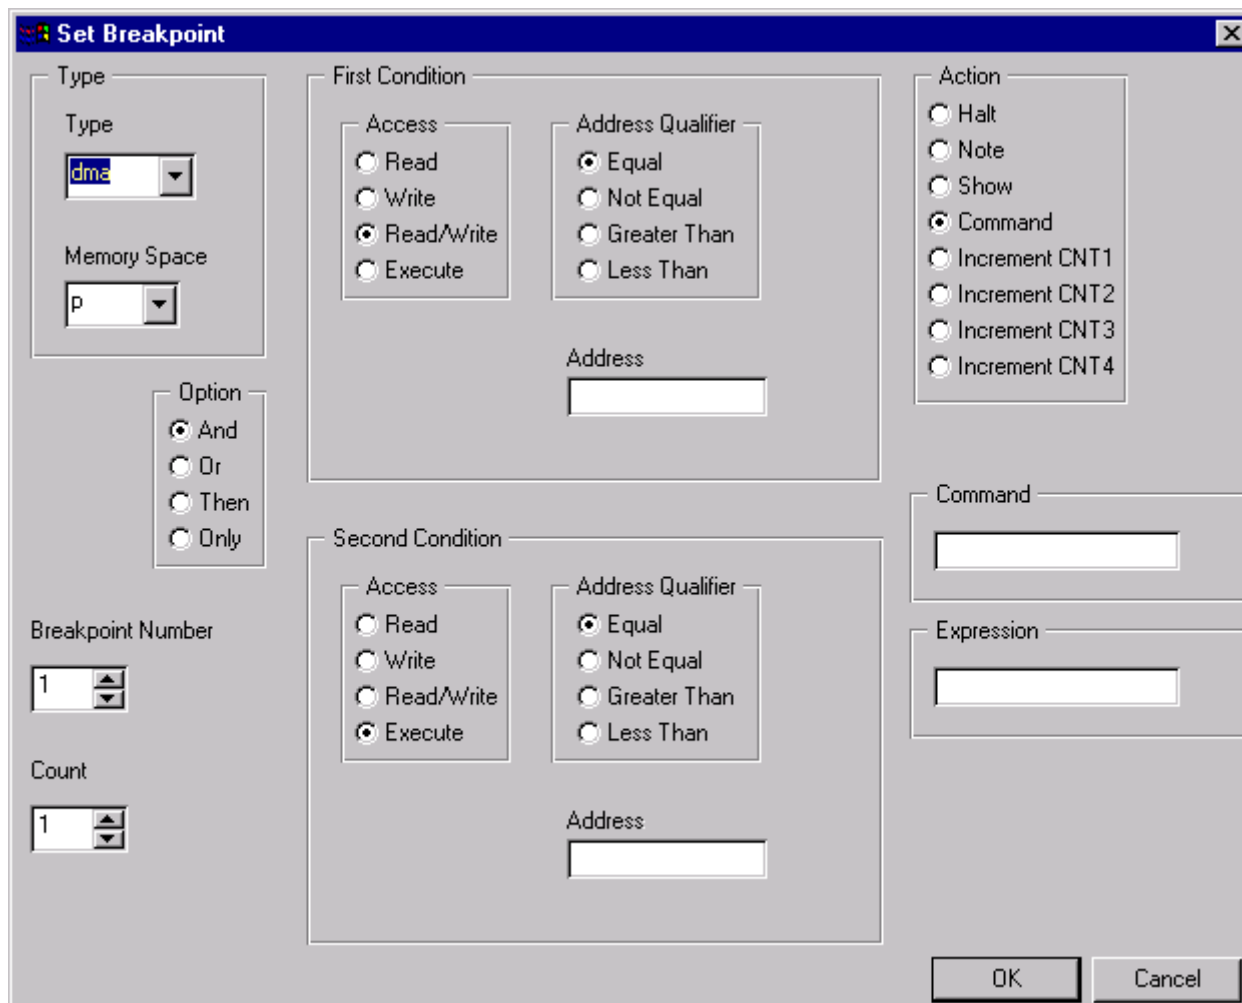 Set Breakpoint
Type
Type
dma
Memory Space
p
Option
And
Or
Then
Only
Breakpoint Number
1
Count
1
First Condition
Access
Read
Write
Read/Write
Execute
Address Qualifier
Equal
Not Equal
Greater Than
Less Than
Address
Second Condition
Access
Read
Write
Read/Write
Execute
Address Qualifier
Equal
Not Equal
Greater Than
Less Than
Address
Action
Halt
Note
Show
Command
Increment CNT1
Increment CNT2
Increment CNT3
Increment CNT4
Command
Expression
OK
Cancel